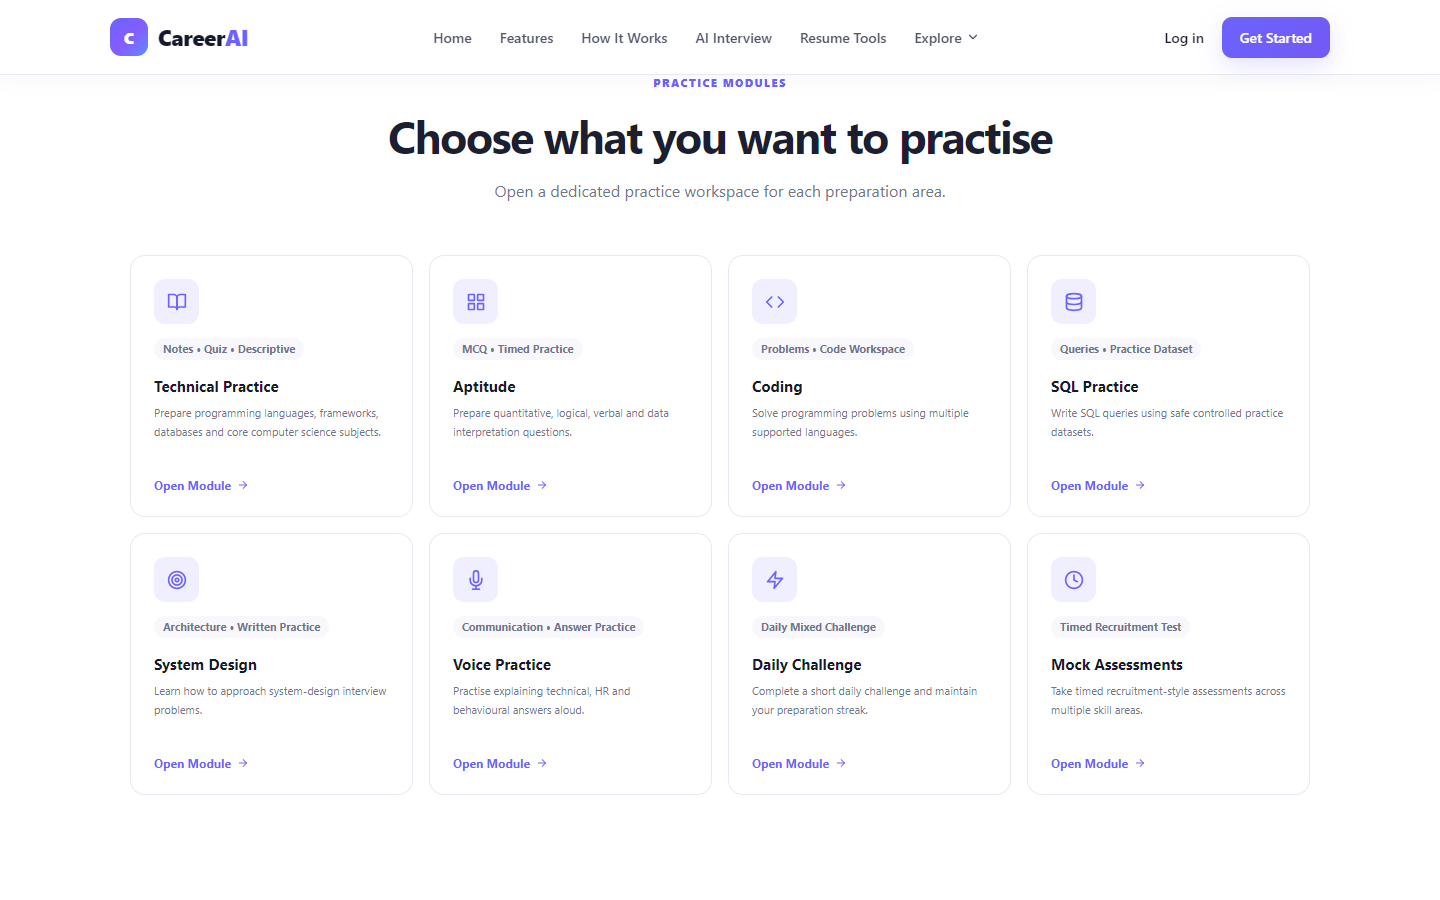 C CareerAI Home Features How It Works AI Interview Resume Tools Explore Log in Get Started
PRACTICE MODULES
Choose what you want to practise
Open a dedicated practice workspace for each preparation area.
Notes • Quiz • Descriptive
Technical Practice
Prepare programming languages, frameworks,
databases and core computer science subjects.
Open Module →
MCQ • Timed Practice
Aptitude
Prepare quantitative, logical, verbal and data
interpretation questions.
Open Module →
Problems • Code Workspace
Coding
Solve programming problems using multiple
supported languages.
Open Module →
Queries • Practice Dataset
SQL Practice
Write SQL queries using safe controlled practice
datasets.
Open Module →
Architecture • Written Practice
System Design
Learn how to approach system-design interview
problems.
Open Module →
Communication • Answer Practice
Voice Practice
Practise explaining technical, HR and
behavioural answers aloud.
Open Module →
Daily Mixed Challenge
Daily Challenge
Complete a short daily challenge and maintain
your preparation streak.
Open Module →
Timed Recruitment Test
Mock Assessments
Take timed recruitment-style assessments across
multiple skill areas.
Open Module →